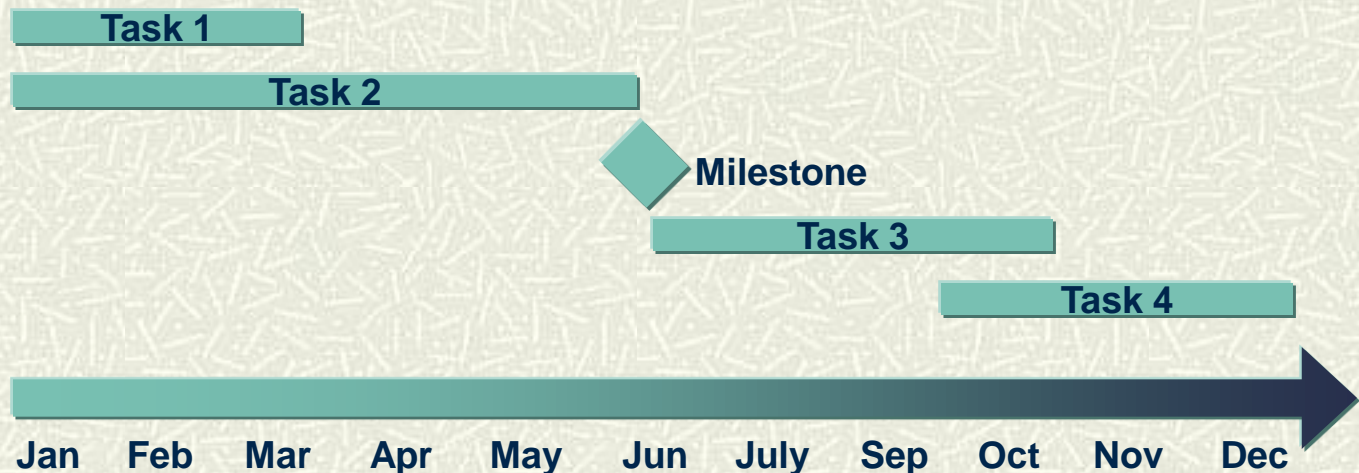 Task 1
Task 2
Milestone
Task 3
Task 4
Jan Feb Mar Apr May Jun July Sep Oct Nov Dec